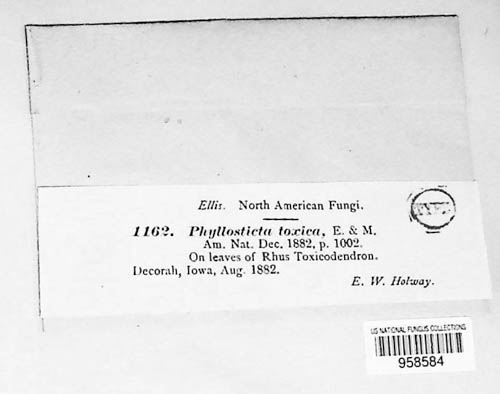 Ellis. North American Fungi.
1162. Phyllosticta toxica, E. & M.
Am. Nat. Dec. 1882, p. 1002.
On leaves of Rhus Toxicodendron.
Decorah, Iowa, Aug. 1882.
E. W. Holway.
TYPE
US NATIONAL FUNGUS COLLECTIONS
958584